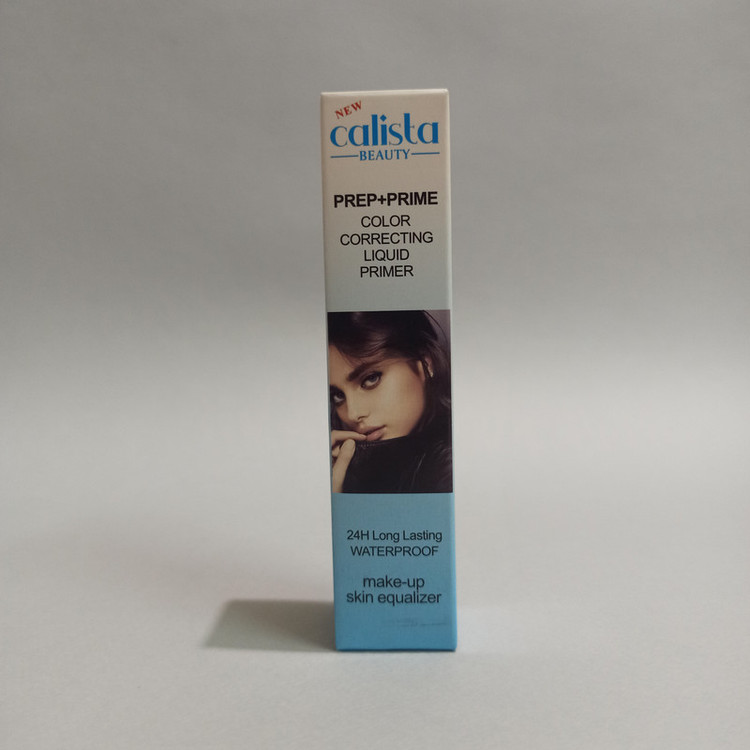 NEW
calista
BEAUTY
PREP+PRIME
COLOR
CORRECTING
LIQUID
PRIMER
24H Long Lasting
WATERPROOF
make-up
skin equalizer